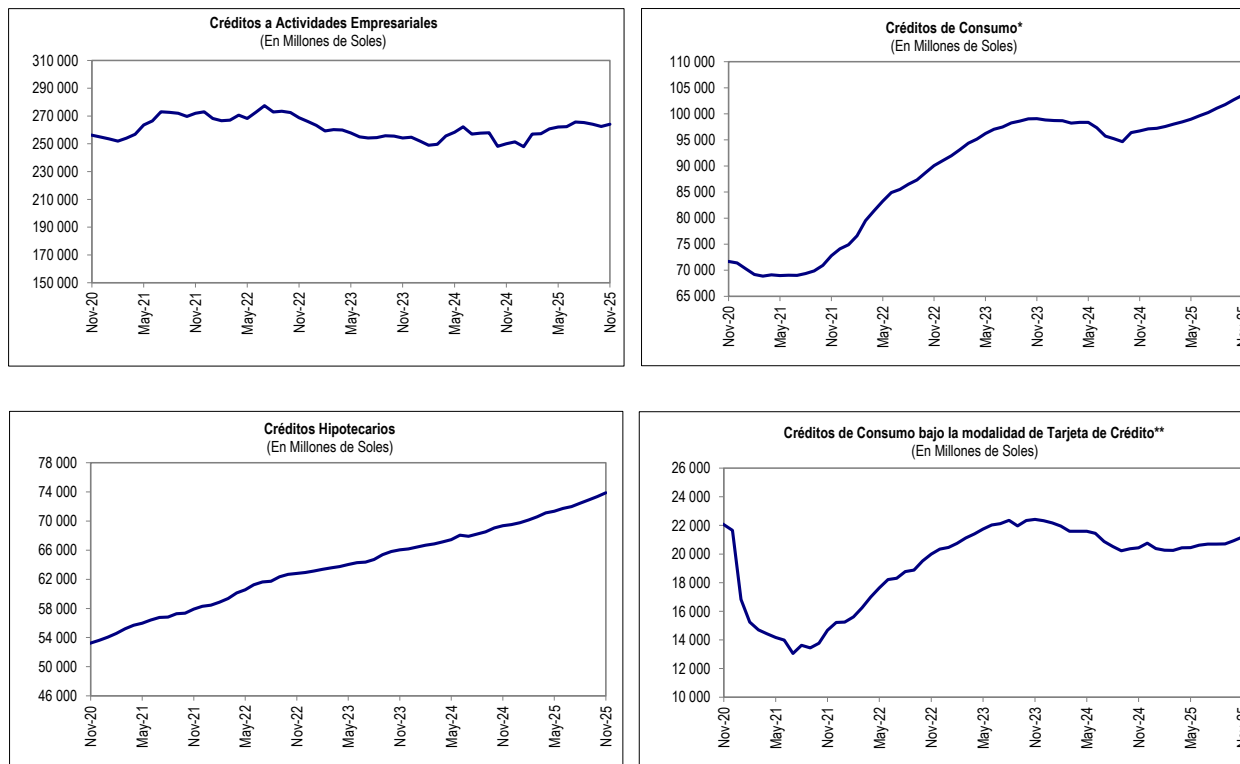 Créditos a Actividades Empresariales
(En Millones de Soles)
310 000
290 000
270 000
250 000
230 000
210 000
190 000
170 000
150 000
Nov-20
May-21
Nov-21
May-22
Nov-22
May-23
Nov-23
May-24
Nov-24
May-25
Nov-25
Créditos de Consumo*
(En Millones de Soles)
110 000
105 000
100 000
95 000
90 000
85 000
80 000
75 000
70 000
65 000
Nov-20
May-21
Nov-21
May-22
Nov-22
May-23
Nov-23
May-24
Nov-24
May-25
Nov-25
Créditos Hipotecarios
(En Millones de Soles)
78 000
74 000
70 000
66 000
62 000
58 000
54 000
50 000
46 000
Nov-20
May-21
Nov-21
May-22
Nov-22
May-23
Nov-23
May-24
Nov-24
May-25
Nov-25
Créditos de Consumo bajo la modalidad de Tarjeta de Crédito**
(En Millones de Soles)
26 000
24 000
22 000
20 000
18 000
16 000
14 000
12 000
10 000
Nov-20
May-21
Nov-21
May-22
Nov-22
May-23
Nov-23
May-24
Nov-24
May-25
Nov-25